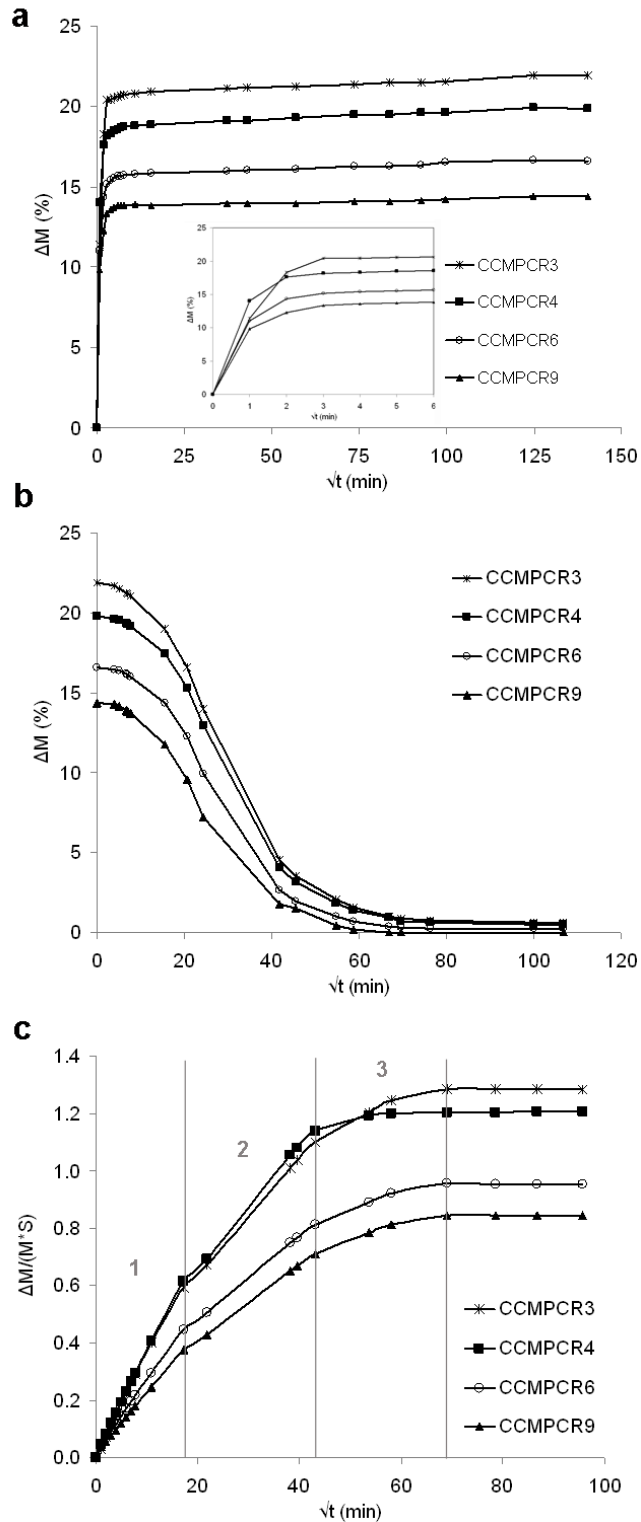 a
25
20
15
10
5
0
ΔM (%)
0 25 50 75 100 125 150
√t (min)
25
20
15
10
5
0
ΔM (%)
0 1 2 3 4 5 6
√t (min)
CCMPCR3
CCMPCR4
CCMPCR6
CCMPCR9
b
25
20
15
10
5
0
ΔM (%)
0 20 40 60 80 100 120
√t (min)
CCMPCR3
CCMPCR4
CCMPCR6
CCMPCR9
c
1.4
1.2
1.0
0.8
0.6
0.4
0.2
0.0
ΔM/(M*S)
1
2
3
0 20 40 60 80 100
√t (min)
CCMPCR3
CCMPCR4
CCMPCR6
CCMPCR9